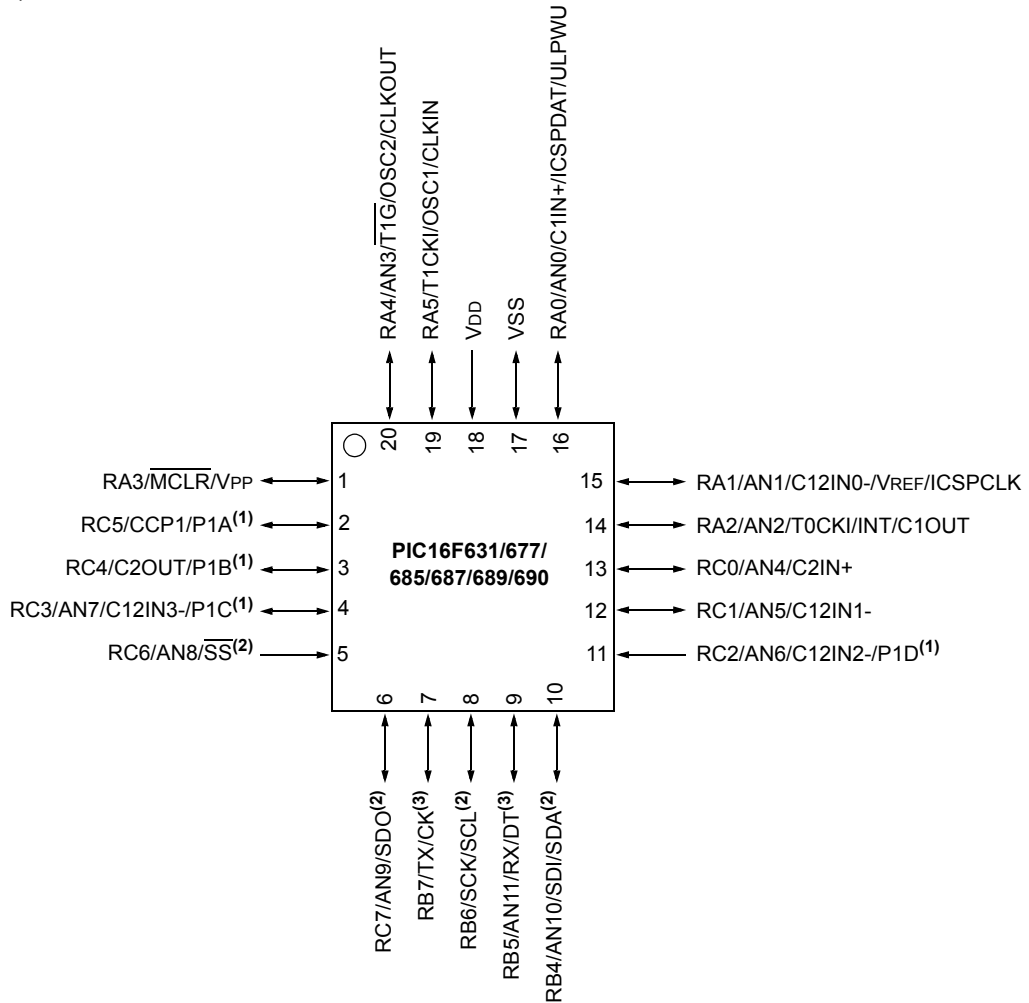 RA4/AN3/T1G/OSC2/CLKOUT
RA5/T1CKI/OSC1/CLKIN
VDD
VSS
RA0/AN0/C1IN+/ICSPDAT/ULPWU
20
19
18
17
16
RA3/MCLR/VPP
1
15
RA1/AN1/C12IN0-/VREF/ICSPCLK
RC5/CCP1/P1A(1)
2
14
RA2/AN2/T0CKI/INT/C1OUT
RC4/C2OUT/P1B(1)
3
PIC16F631/677/
685/687/689/690
13
RC0/AN4/C2IN+
RC3/AN7/C12IN3-/P1C(1)
4
12
RC1/AN5/C12IN1-
RC6/AN8/SS(2)
5
11
RC2/AN6/C12IN2-/P1D(1)
6
7
8
9
10
RC7/AN9/SDO(2)
RB7/TX/CK(3)
RB6/SCK/SCL(2)
RB5/AN11/RX/DT(3)
RB4/AN10/SDI/SDA(2)